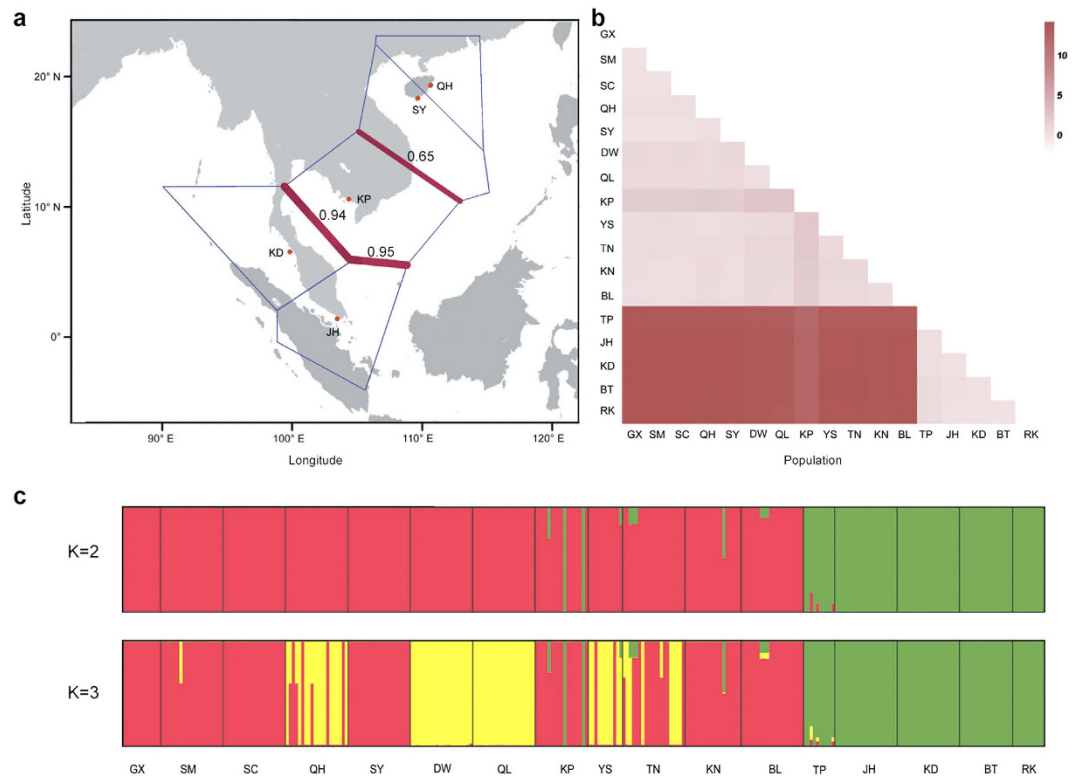 a
20° N
10° N
0°
Latitude
90° E
100° E
110° E
120° E
Longitude
QH
SY
0.65
KP
0.94
0.95
KD
JH
b
GX
SM
SC
QH
SY
DW
QL
KP
YS
TN
KN
BL
TP
JH
KD
BT
RK
GX SM SC QH SY DW QL KP YS TN KN BL TP JH KD BT RK
Population
10
5
0
c
K=2
K=3
GX SM SC QH SY DW QL KP YS TN KN BL TP JH KD BT RK